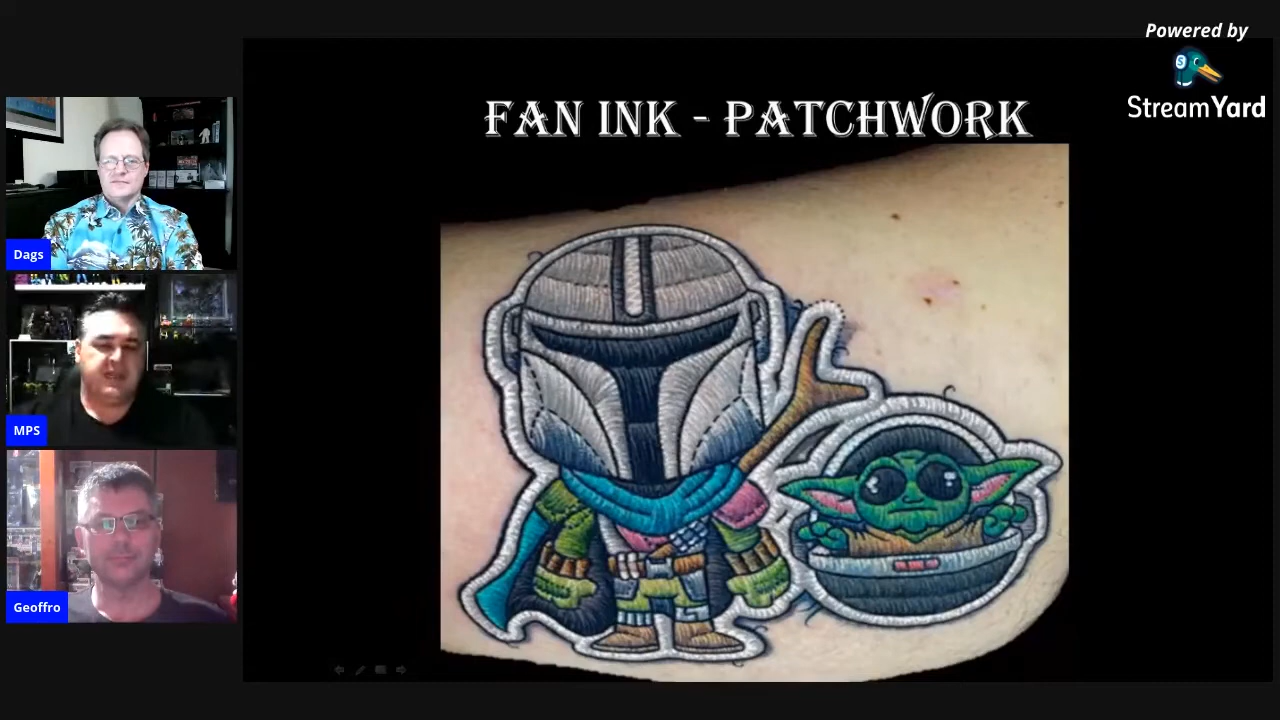 Powered by
StreamYard
FAN INK - PATCHWORK
Dags
MPS
Geoffro